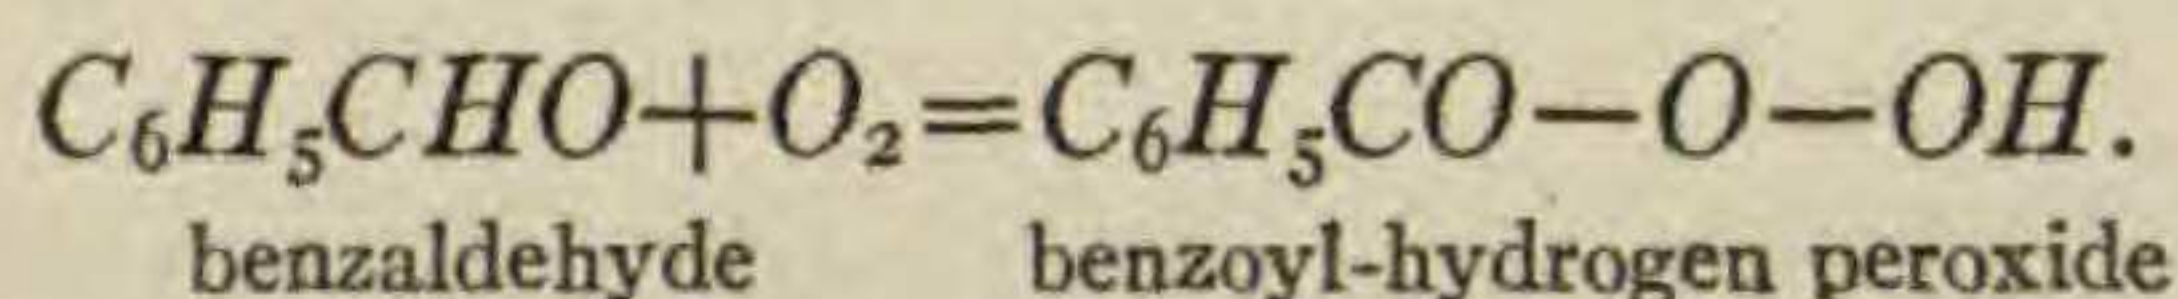 C₆H₅CHO+O₂=C₆H₅CO—O—OH.
benzaldehyde benzoyl-hydrogen peroxide